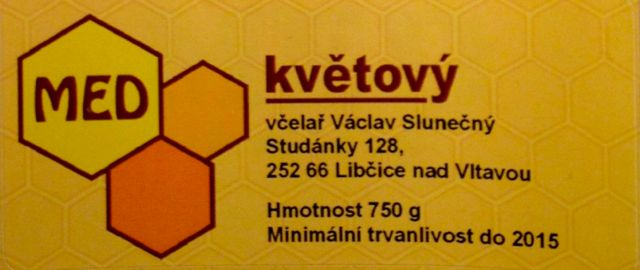 MED
květový
včelař Václav Slunečný
Studánky 128,
252 66 Libčice nad Vltavou
Hmotnost 750 g
Minimální trvanlivost do 2015